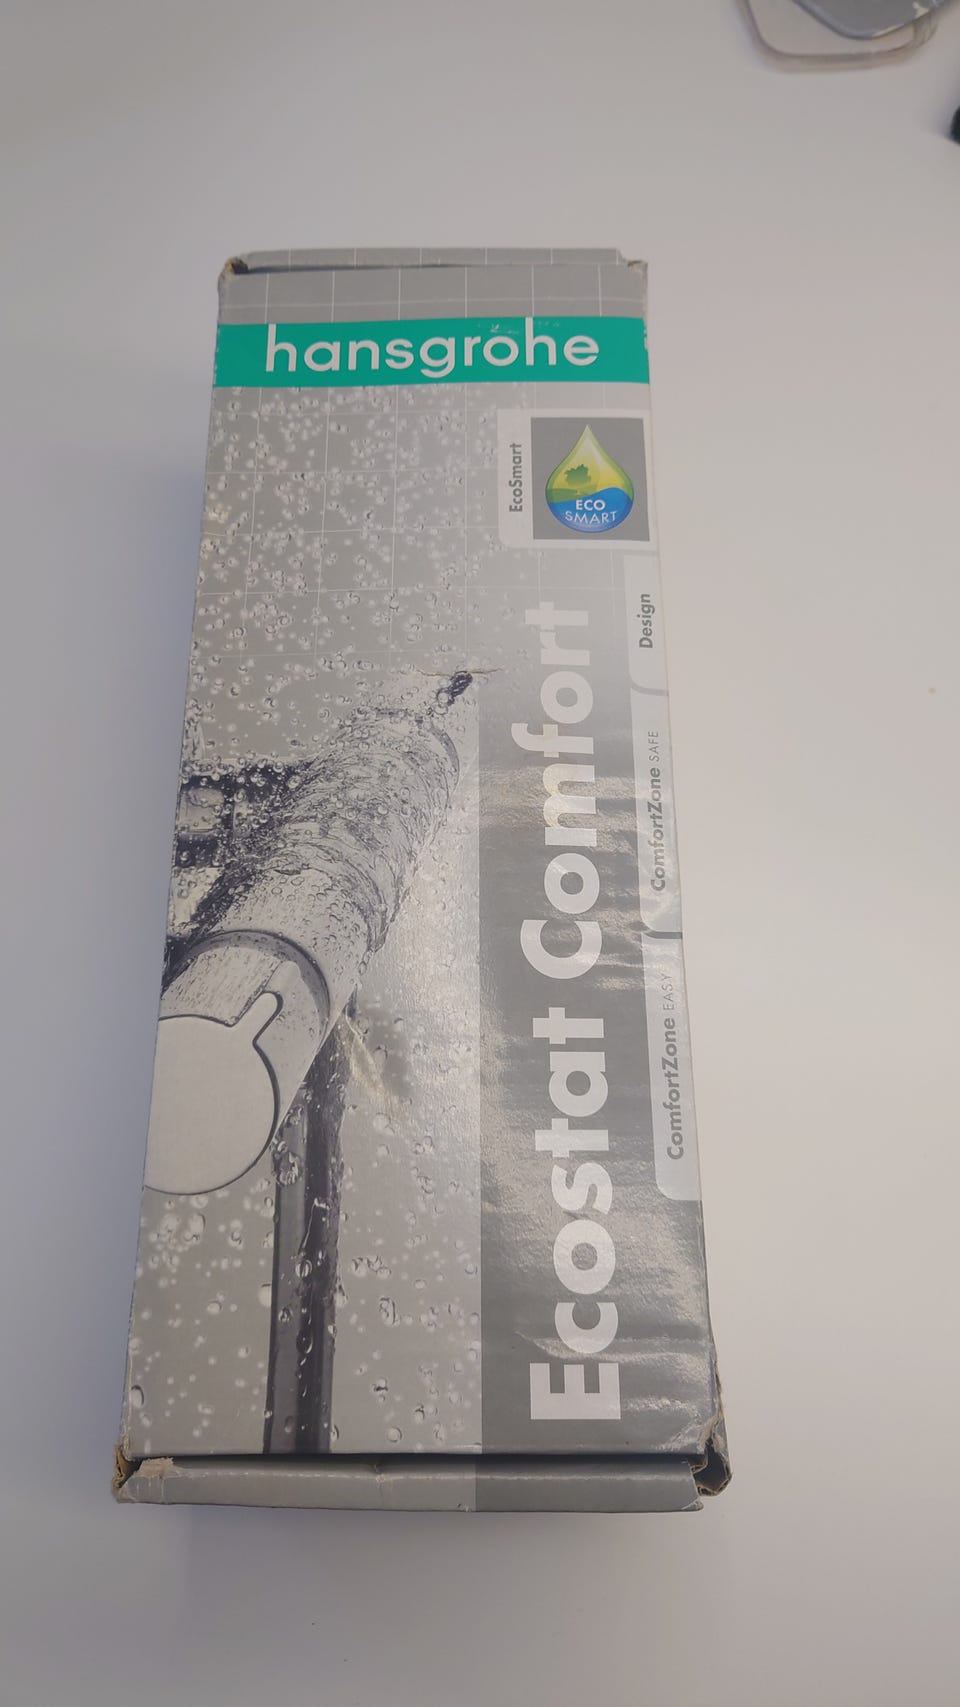 hansgrohe
EcoSmart
ECO
SMART
Design
ComfortZone SAFE
ComfortZone EASY
Ecostat Comfort